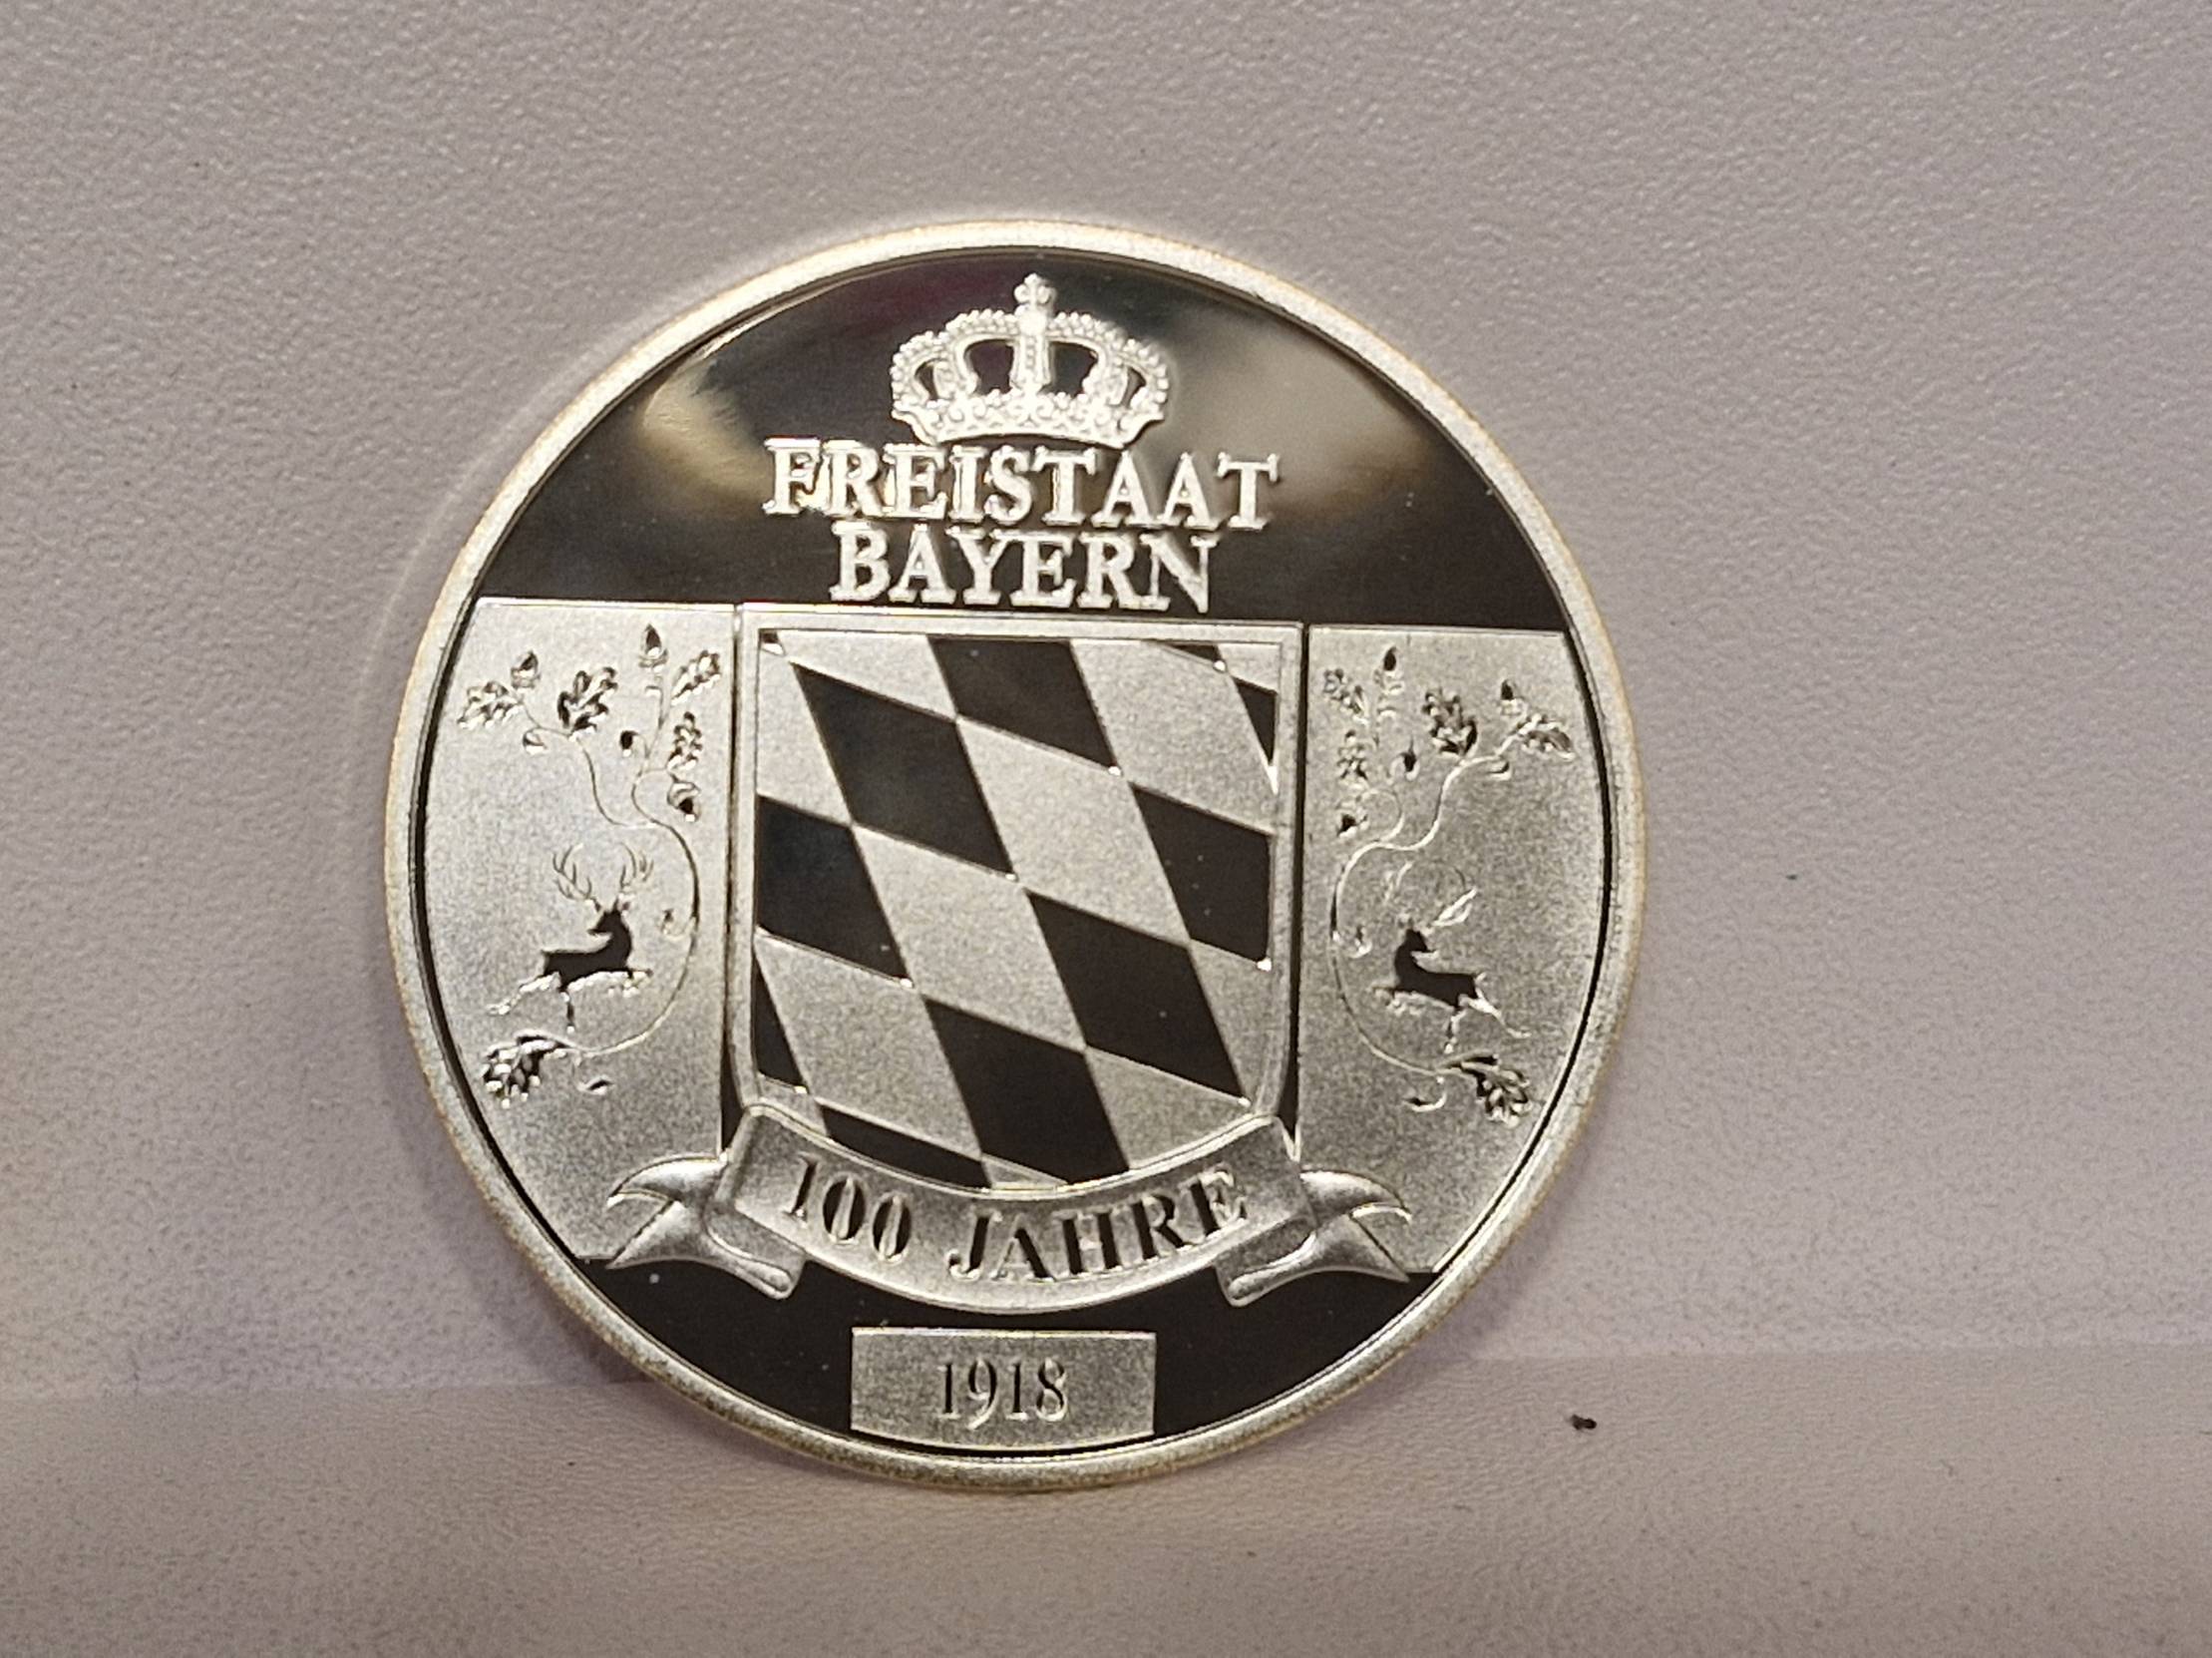 FREISTAAT
BAYERN
100 JAHRE
1918